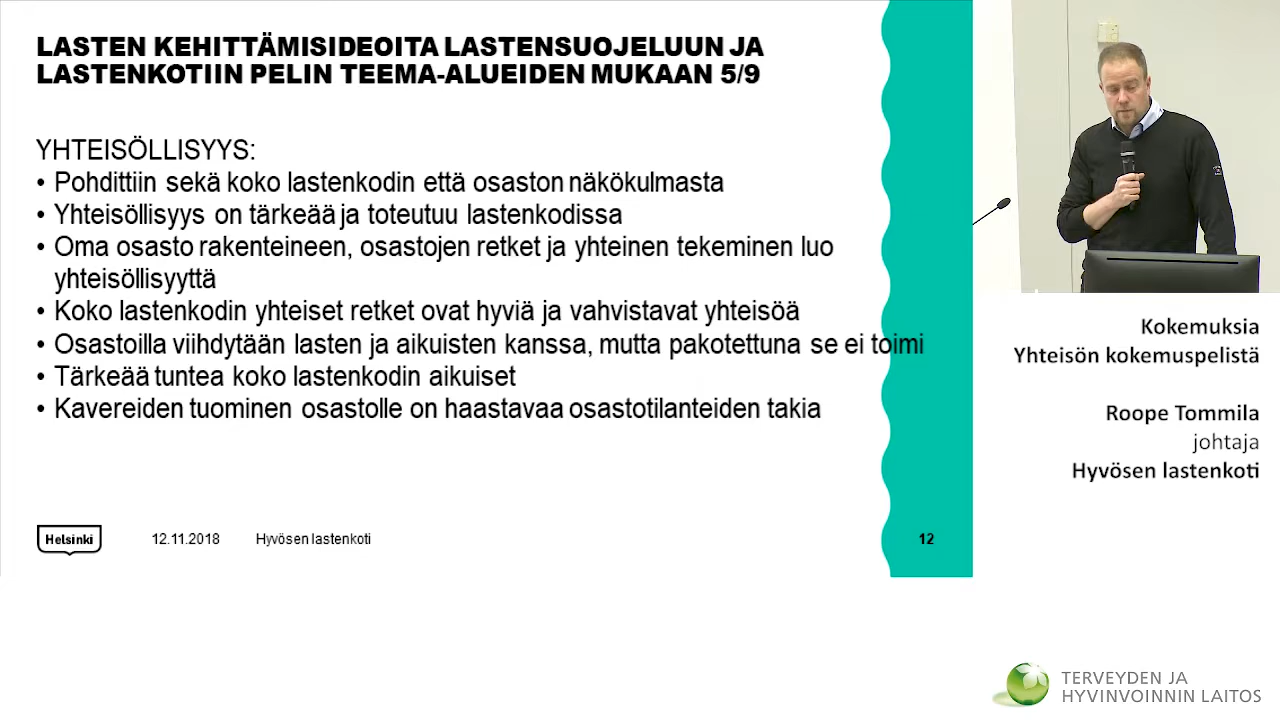 LASTEN KEHITTÄMISIDEOITA LASTENSUOJELUUN JA
LASTENKOTIIN PELIN TEEMA-ALUEIDEN MUKAAN 5/9
YHTEISÖLLISYYS:
• Pohdittiin sekä koko lastenkodin että osaston näkökulmasta
• Yhteisöllisyys on tärkeää ja toteutuu lastenkodissa
• Oma osasto rakenteineen, osastojen retket ja yhteinen tekeminen luo
yhteisöllisyyttä
• Koko lastenkodin yhteiset retket ovat hyviä ja vahvistavat yhteisöä
• Osastoilla viihdytään lasten ja aikuisten kanssa, mutta pakotettuna se ei toimi
• Tärkeää tuntea koko lastenkodin aikuiset
• Kavereiden tuominen osastolle on haastavaa osastotilanteiden takia
Helsinki
12.11.2018
Hyvösen lastenkoti
12
Kokemuksia
Yhteisön kokemuspelistä
Roope Tommila
johtaja
Hyvösen lastenkoti
TERVEYDEN JA
HYVINVOINNIN LAITOS